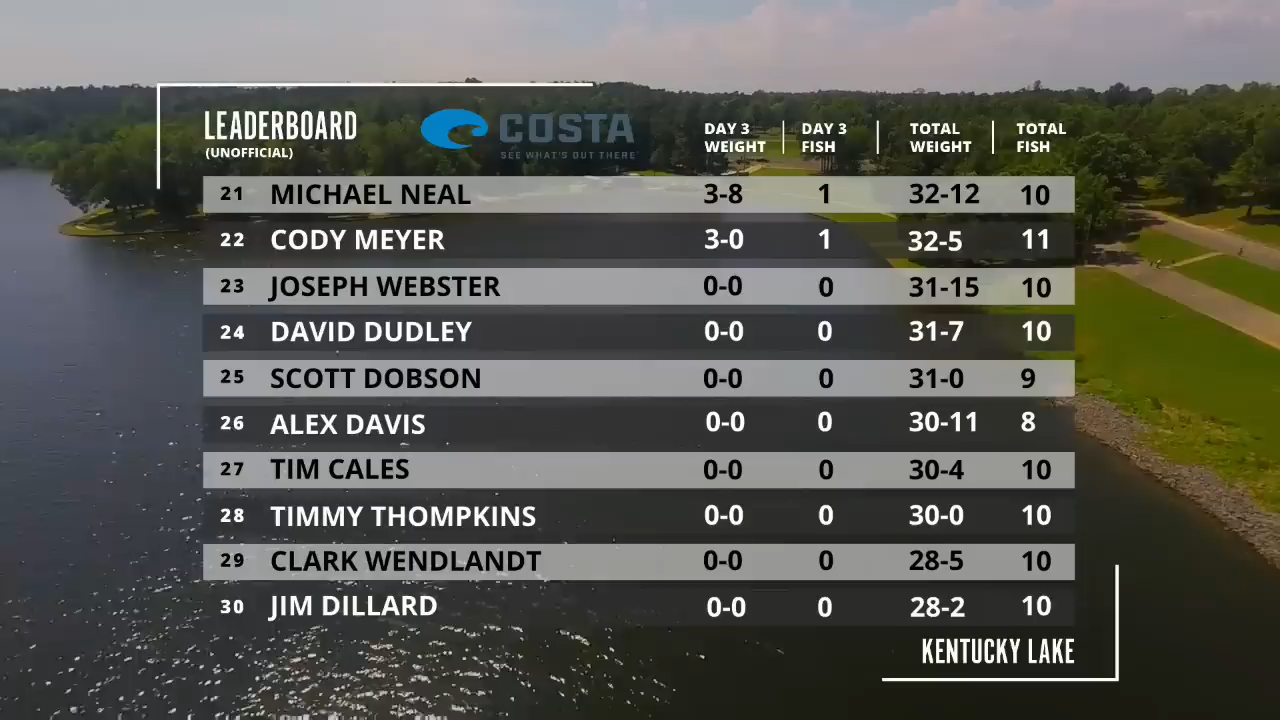 LEADERBOARD
(UNOFFICIAL)
COSTA
SEE WHAT'S OUT THERE
DAY 3 WEIGHT DAY 3 FISH TOTAL WEIGHT TOTAL FISH
21 MICHAEL NEAL 3-8 1 32-12 10
22 CODY MEYER 3-0 1 32-5 11
23 JOSEPH WEBSTER 0-0 0 31-15 10
24 DAVID DUDLEY 0-0 0 31-7 10
25 SCOTT DOBSON 0-0 0 31-0 9
26 ALEX DAVIS 0-0 0 30-11 8
27 TIM CALES 0-0 0 30-4 10
28 TIMMY THOMPKINS 0-0 0 30-0 10
29 CLARK WENDLANDT 0-0 0 28-5 10
30 JIM DILLARD 0-0 0 28-2 10
KENTUCKY LAKE